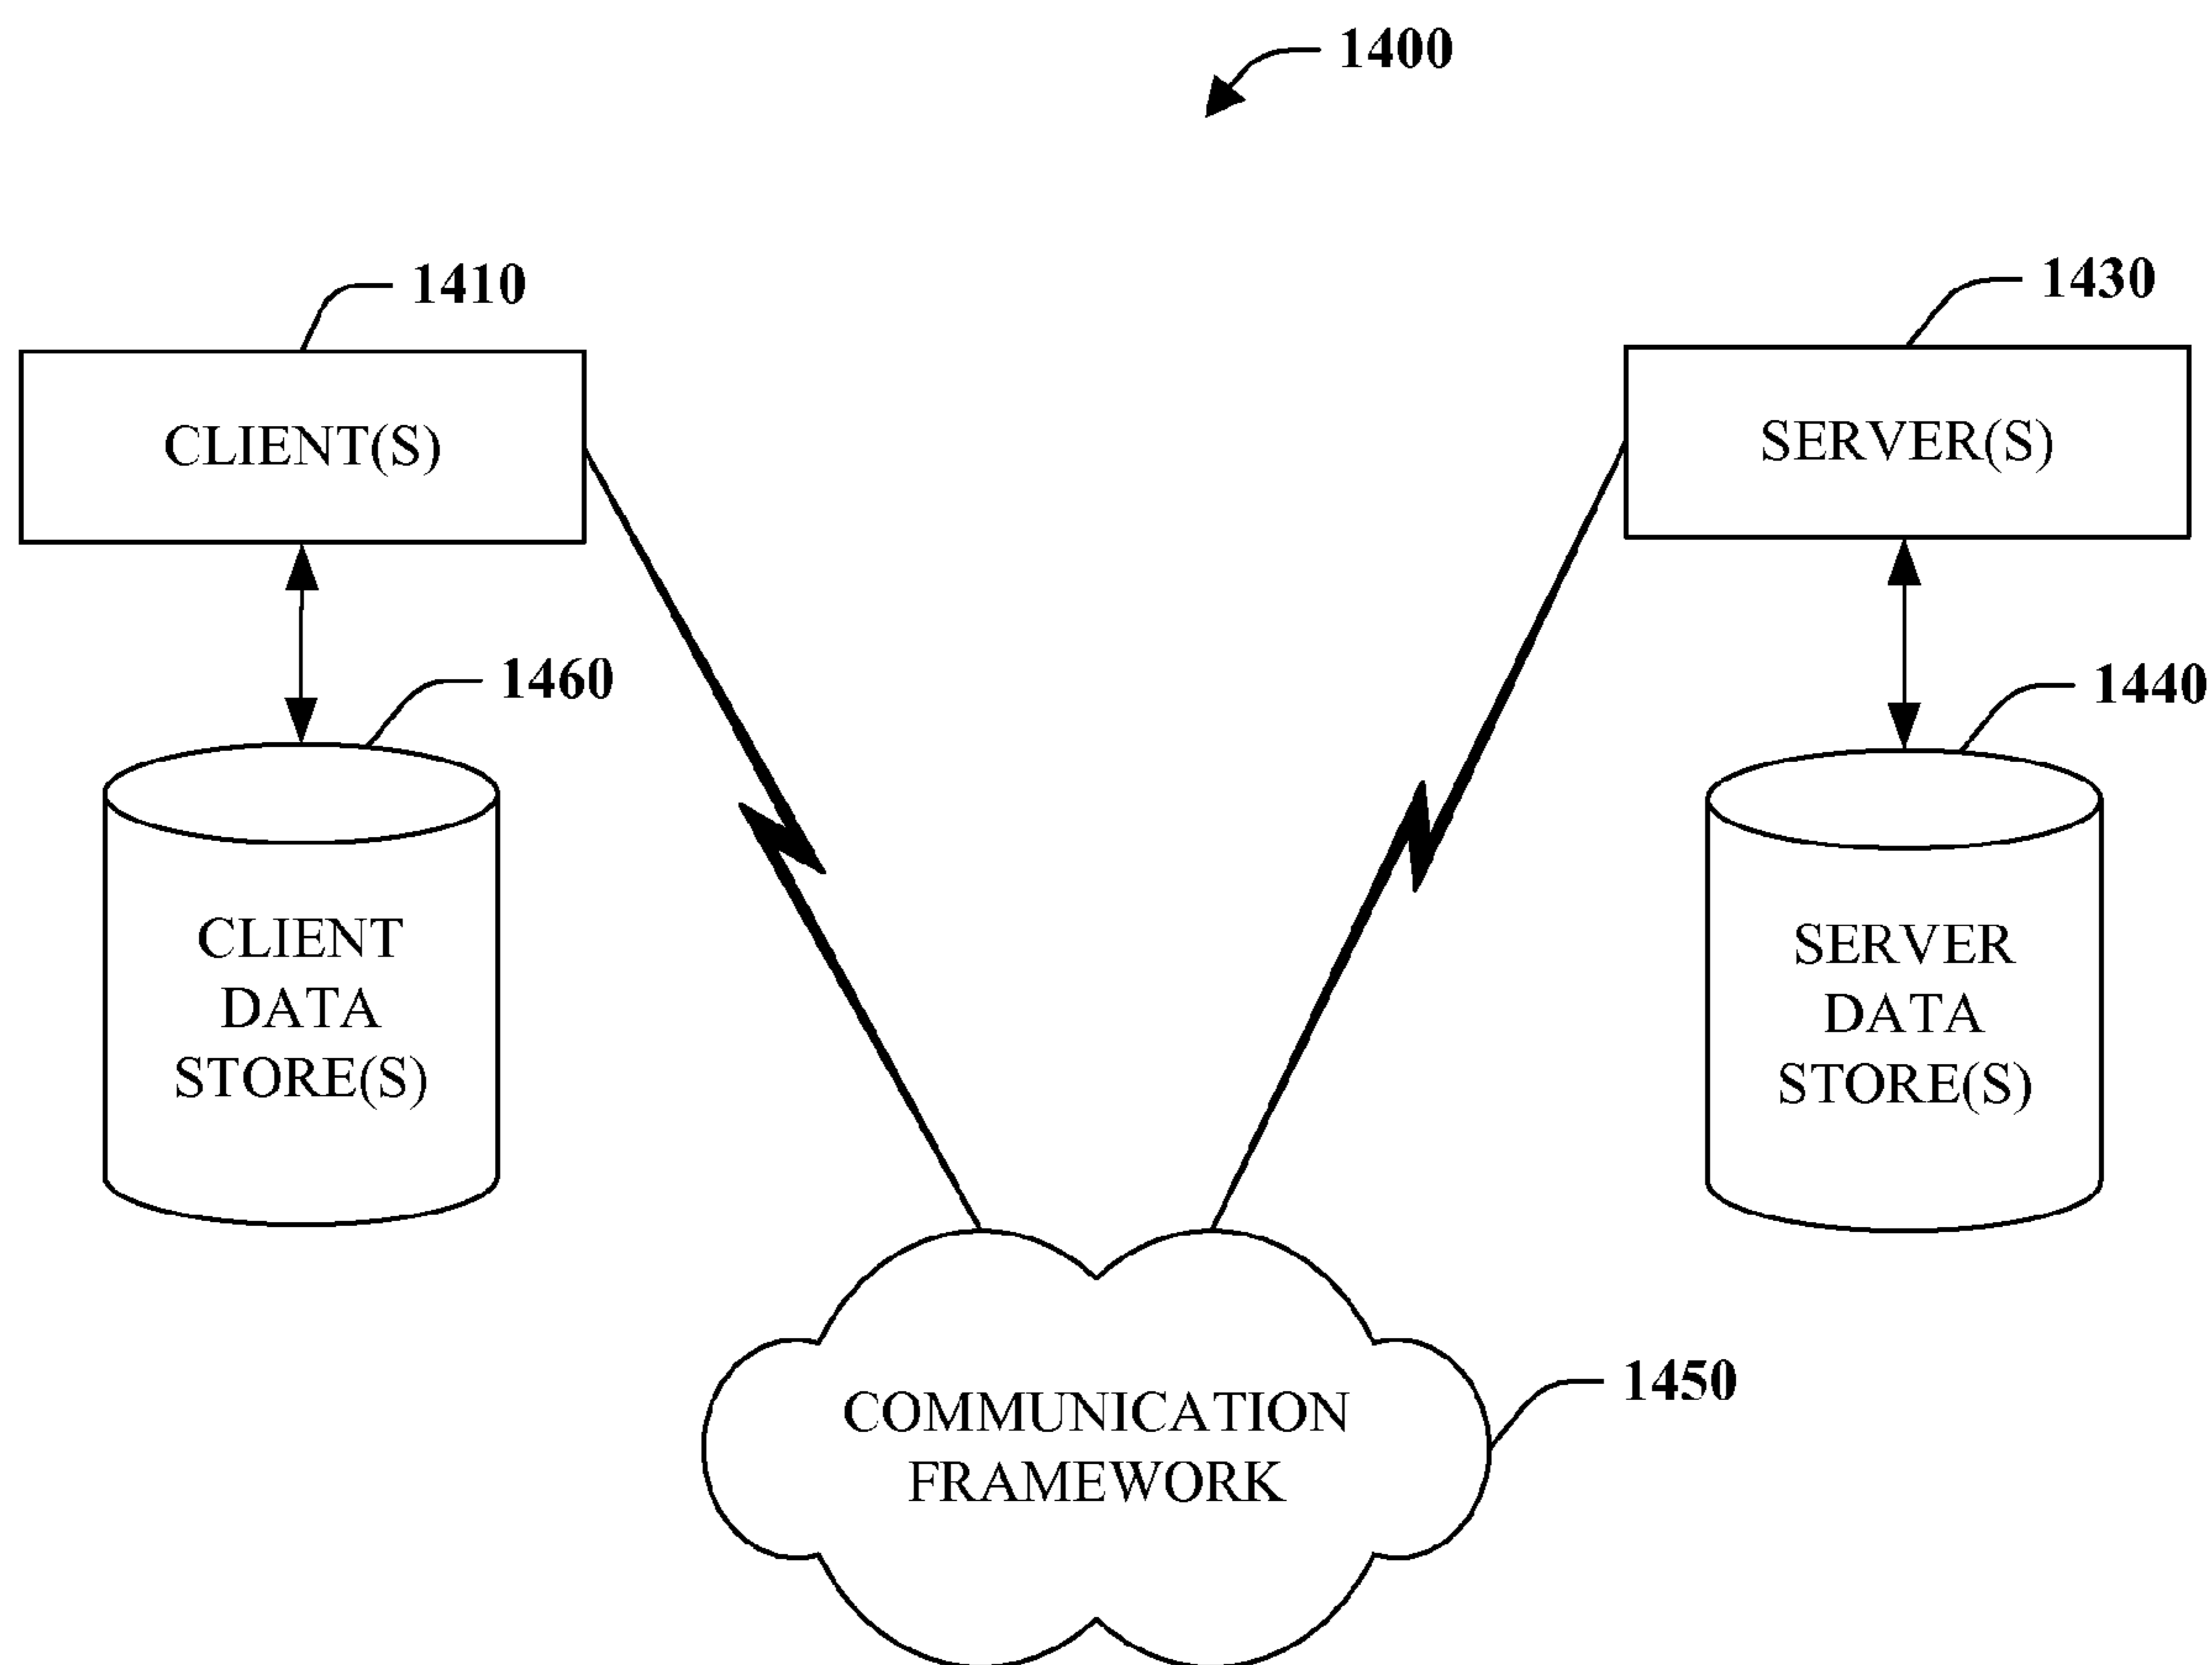 1400
1410
1430
CLIENT(S)
SERVER(S)
1460
1440
CLIENT
DATA
STORE(S)
SERVER
DATA
STORE(S)
1450
COMMUNICATION
FRAMEWORK